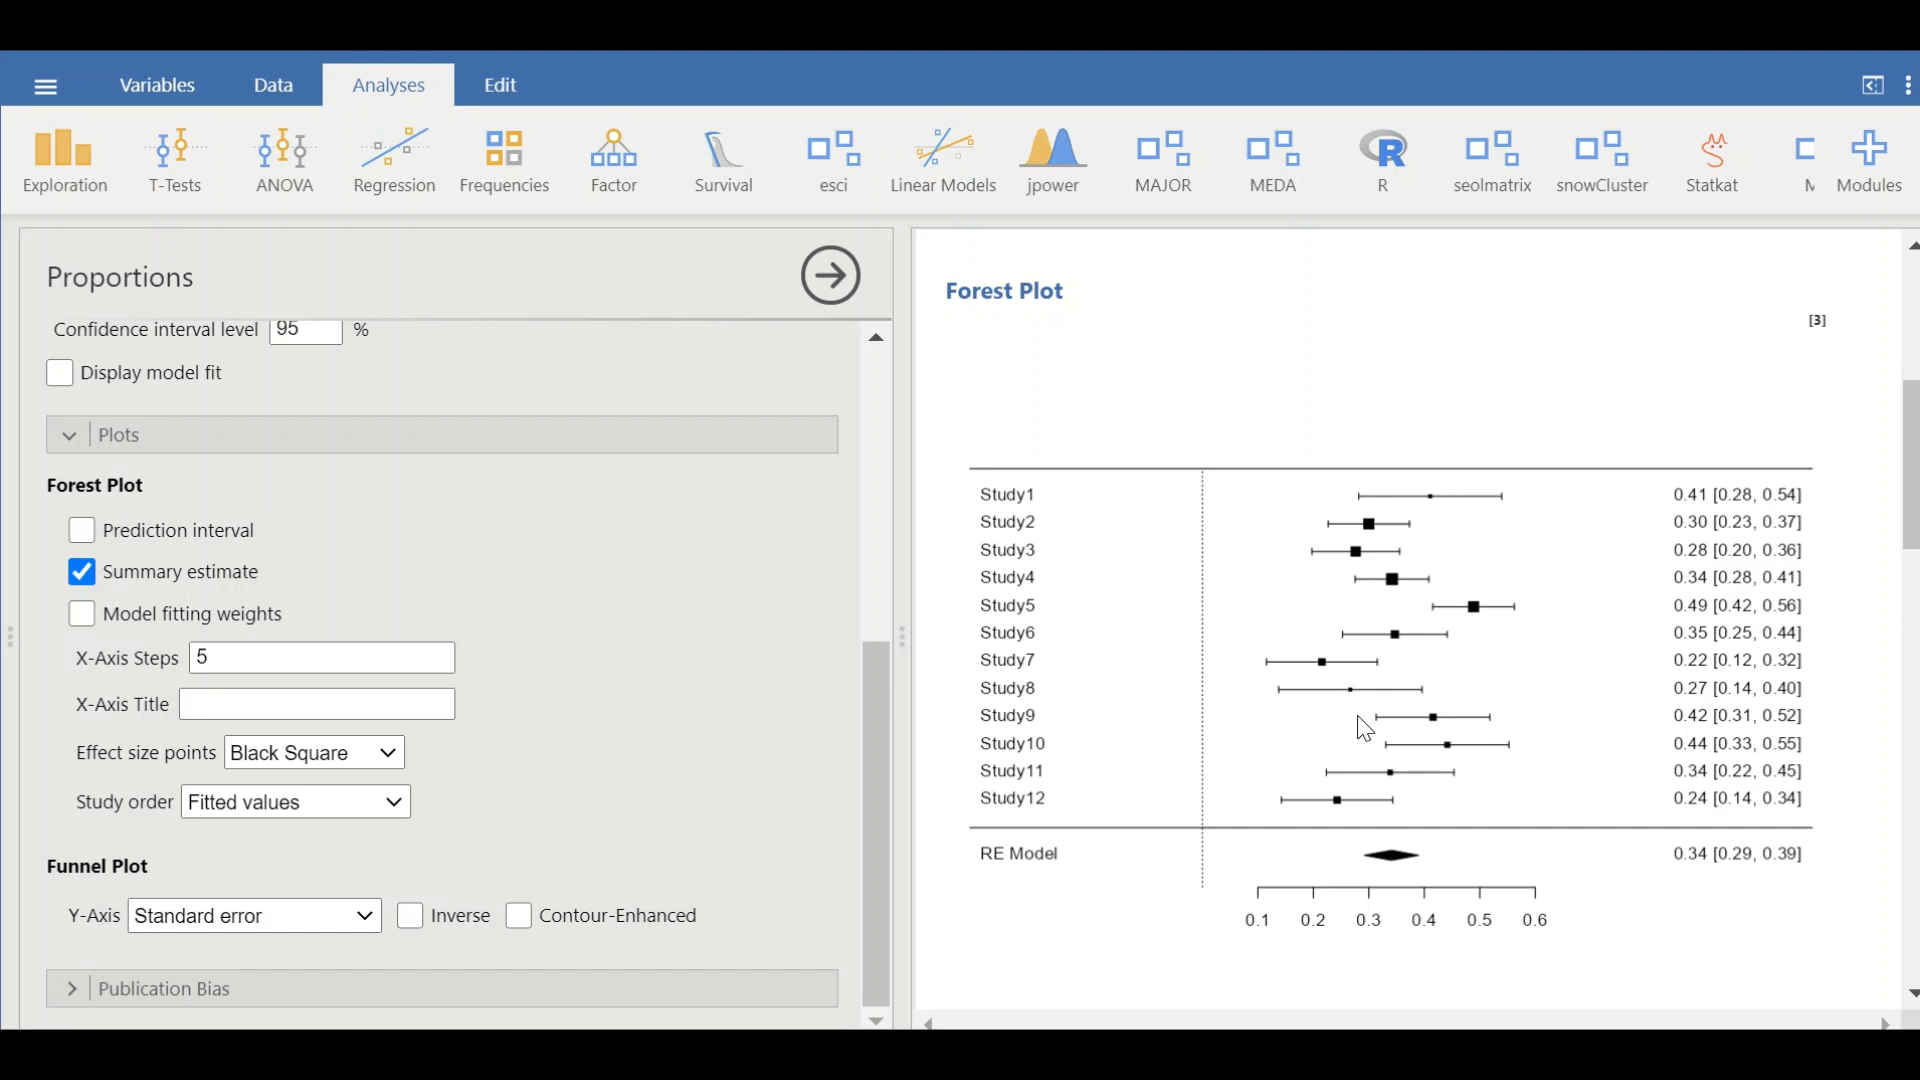 Variables Data Analyses Edit
Exploration T-Tests ANOVA Regression Frequencies Factor Survival esci Linear Models jpower MAJOR MEDA R seolmatrix snowCluster Statkat Modules
Proportions
Confidence interval level 95 %
Display model fit
Plots
Forest Plot
Prediction interval
Summary estimate
Model fitting weights
X-Axis Steps 5
X-Axis Title
Effect size points Black Square
Study order Fitted values
Funnel Plot
Y-Axis Standard error Inverse Contour-Enhanced
Publication Bias
Forest Plot
[3]
Study1 0.41 [0.28, 0.54]
Study2 0.30 [0.23, 0.37]
Study3 0.28 [0.20, 0.36]
Study4 0.34 [0.28, 0.41]
Study5 0.49 [0.42, 0.56]
Study6 0.35 [0.25, 0.44]
Study7 0.22 [0.12, 0.32]
Study8 0.27 [0.14, 0.40]
Study9 0.42 [0.31, 0.52]
Study10 0.44 [0.33, 0.55]
Study11 0.34 [0.22, 0.45]
Study12 0.24 [0.14, 0.34]
RE Model 0.34 [0.29, 0.39]
0.1 0.2 0.3 0.4 0.5 0.6